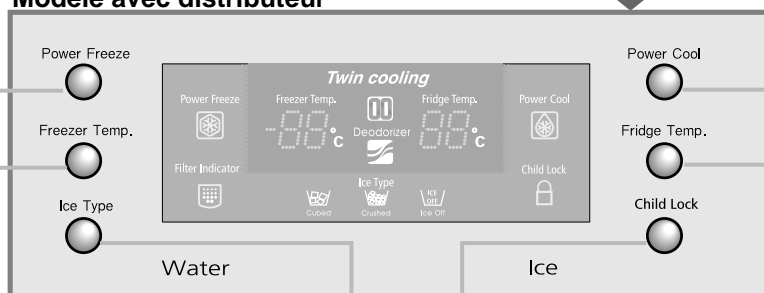 Modèle avec distributeur
Power Freeze
Power Cool
Twin cooling
Power Freeze
Freezer Temp.
Fridge Temp.
Power Cool
-88°c
Deodorizer
88°c
Freezer Temp.
Fridge Temp.
Filter Indicator
Ice Type
Child Lock
ICE
OFF
Cubed
Crushed
Ice Off
Ice Type
Child Lock
Water
Ice